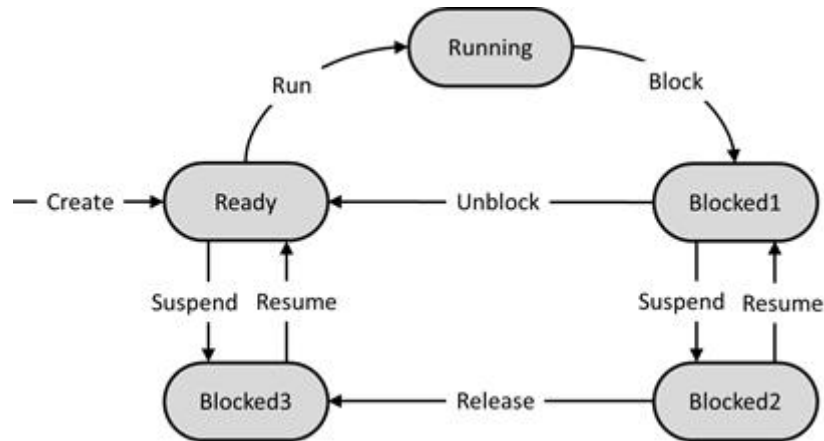 Running
Run
Block
Create
Ready
Unblock
Blocked1
Suspend
Resume
Suspend
Resume
Blocked3
Release
Blocked2